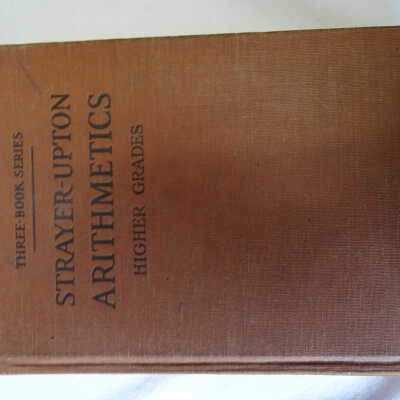 THREE-BOOK SERIES
STRAYER-UPTON
ARITHMETICS
HIGHER GRADES